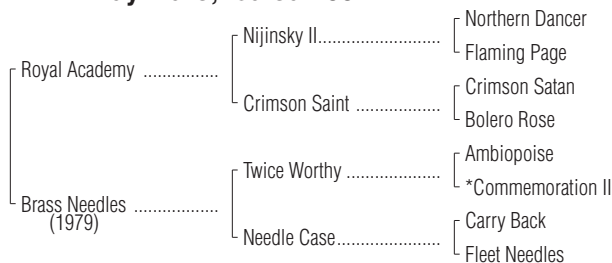 Northern Dancer
Nijinsky II
Flaming Page
Royal Academy
Crimson Satan
Crimson Saint
Bolero Rose
Ambiopoise
Twice Worthy
*Commemoration II
Brass Needles
(1979)
Carry Back
Needle Case
Fleet Needles